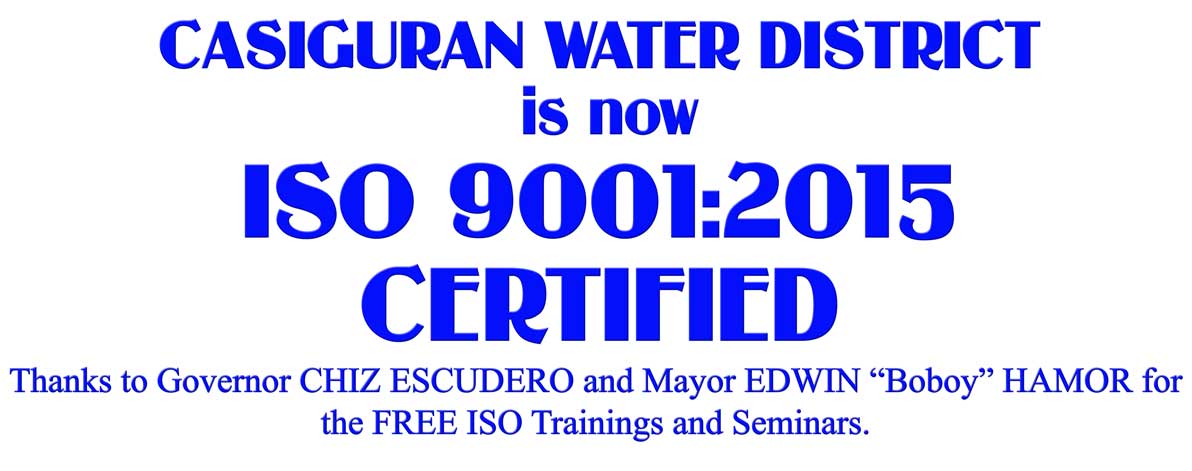 CASIGURAN WATER DISTRICT
is now
ISO 9001:2015
CERTIFIED
Thanks to Governor CHIZ ESCUDERO and Mayor EDWIN “Boboy” HAMOR for
the FREE ISO Trainings and Seminars.